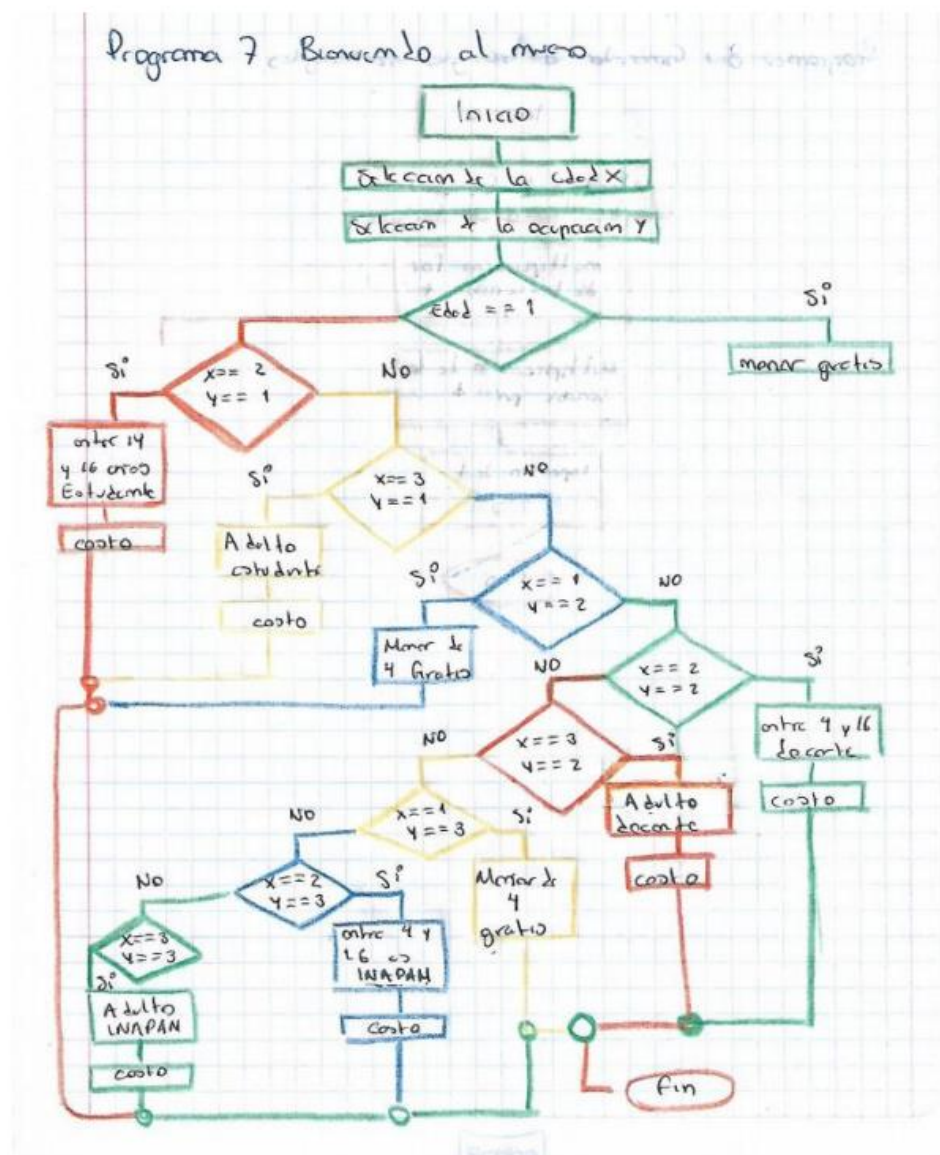 Programa 7 Bienvenido al museo
Inicio
Seleccion de la edad X
Selección de la ocupación Y
Edad == 1
Si
menor gratis
Si
X== 2
Y== 1
NO
entre 14
y 16 años
Estudiante
costo
Si
X==3
Y==1
NO
Adulto
estudiante
costo
Si
X==1
Y==2
NO
Menor de
4 Gratis
NO
X==2
Y==2
Si
entre 4 y 16
docente
costo
NO
X==3
Y==2
Si
Adulto
docente
costo
NO
X==1
Y==3
Si
Menor de
4
gratis
NO
X==2
Y==3
Si
entre 4 y
16 es
INAPAM
costo
NO
X==3
Y==3
Si
Adulto
INAPAN
costo
Fin